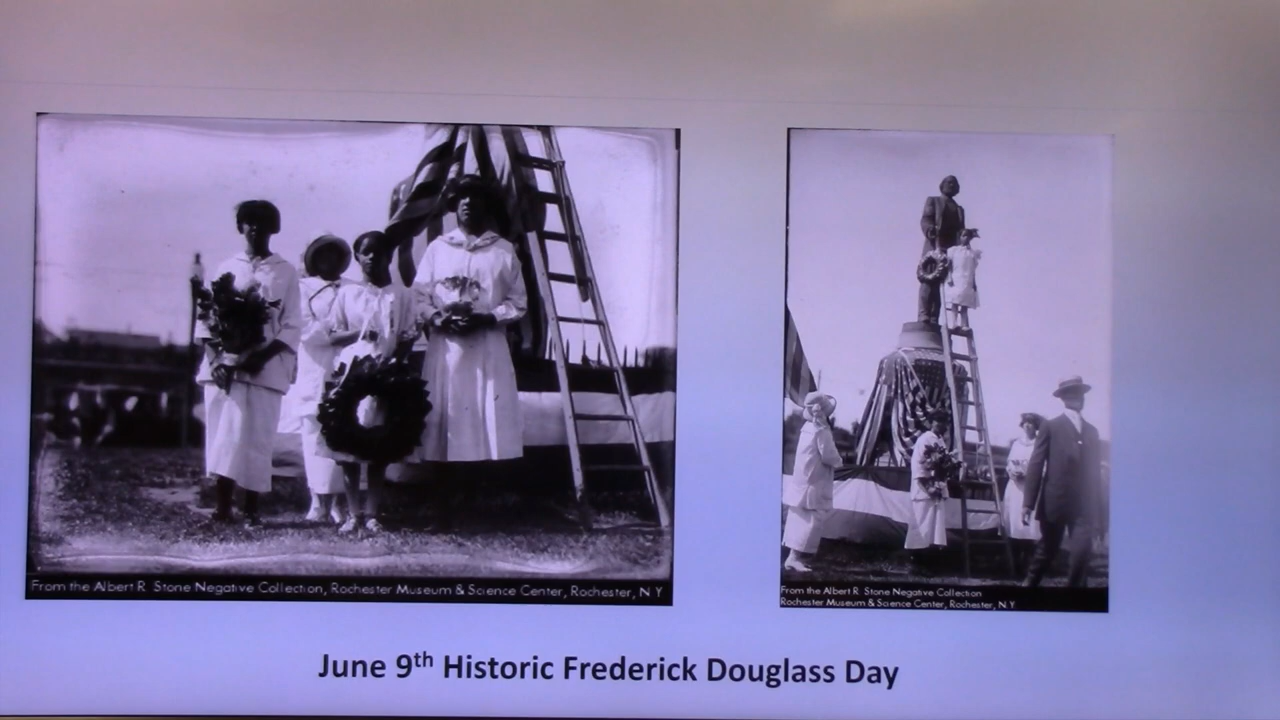 From the Albert R. Stone Negative Collection, Rochester Museum & Science Center, Rochester, N Y
From the Albert R. Stone Negative Collection
Rochester Museum & Science Center, Rochester, N Y
June 9th Historic Frederick Douglass Day